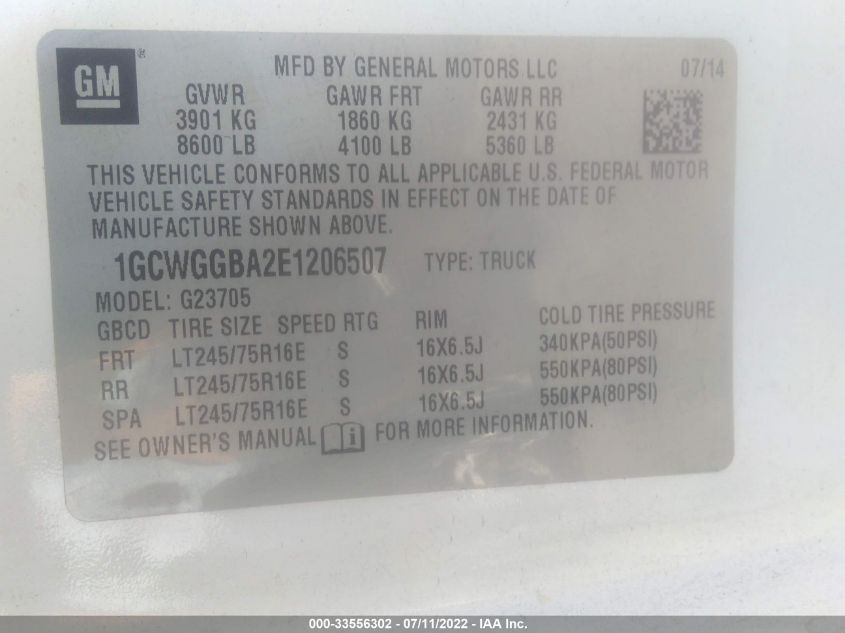 GM ®
MFD BY GENERAL MOTORS LLC 07/14
GVWR GAWR FRT GAWR RR
3901 KG 1860 KG 2431 KG
8600 LB 4100 LB 5360 LB
THIS VEHICLE CONFORMS TO ALL APPLICABLE U.S. FEDERAL MOTOR
VEHICLE SAFETY STANDARDS IN EFFECT ON THE DATE OF
MANUFACTURE SHOWN ABOVE.
1GCWGGBA2E1206507 TYPE: TRUCK
MODEL: G23705
GBCD TIRE SIZE SPEED RTG RIM COLD TIRE PRESSURE
FRT LT245/75R16E S 16X6.5J 340KPA(50PSI)
RR LT245/75R16E S 16X6.5J 550KPA(80PSI)
SPA LT245/75R16E S 16X6.5J 550KPA(80PSI)
SEE OWNER'S MANUAL i FOR MORE INFORMATION.
000-33556302 - 07/11/2022 - IAA Inc.